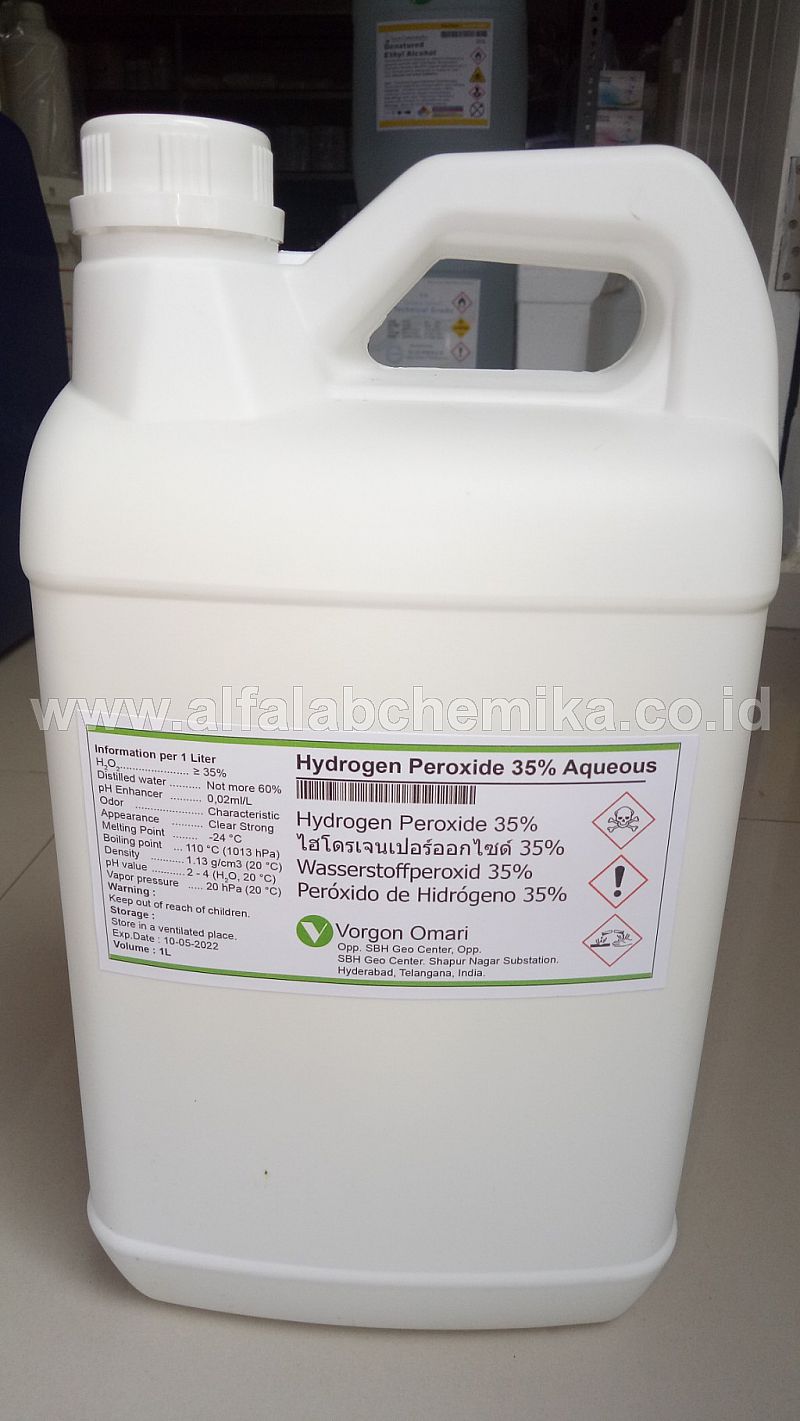 Denatured
Ethyl Alcohol
Technical Grade
www.alfalabchemika.co.id
Information per 1 Liter
H₂O₂...................... ≥ 35%
Distilled water .......... Not more 60%
pH Enhancer .......... 0,02ml/L
Odor ...................... Characteristic
Appearance .......... Clear Strong
Melting Point ........ -24 °C
Boiling point ... 110 °C (1013 hPa)
Density ........... 1.13 g/cm3 (20 °C)
pH value ........... 2 - 4 (H₂O, 20 °C)
Vapor pressure ..... 20 hPa (20 °C)
Warning :
Keep out of reach of children.
Storage :
Store in a ventilated place.
Exp.Date : 10-05-2022
Volume : 1L
Hydrogen Peroxide 35% Aqueous
Hydrogen Peroxide 35%
ไฮโดรเจนเปอร์ออกไซด์ 35%
Wasserstoffperoxid 35%
Peróxido de Hidrógeno 35%
Vorgon Omari
Opp. SBH Geo Center, Opp.
SBH Geo Center. Shapur Nagar Substation.
Hyderabad, Telangana, India.